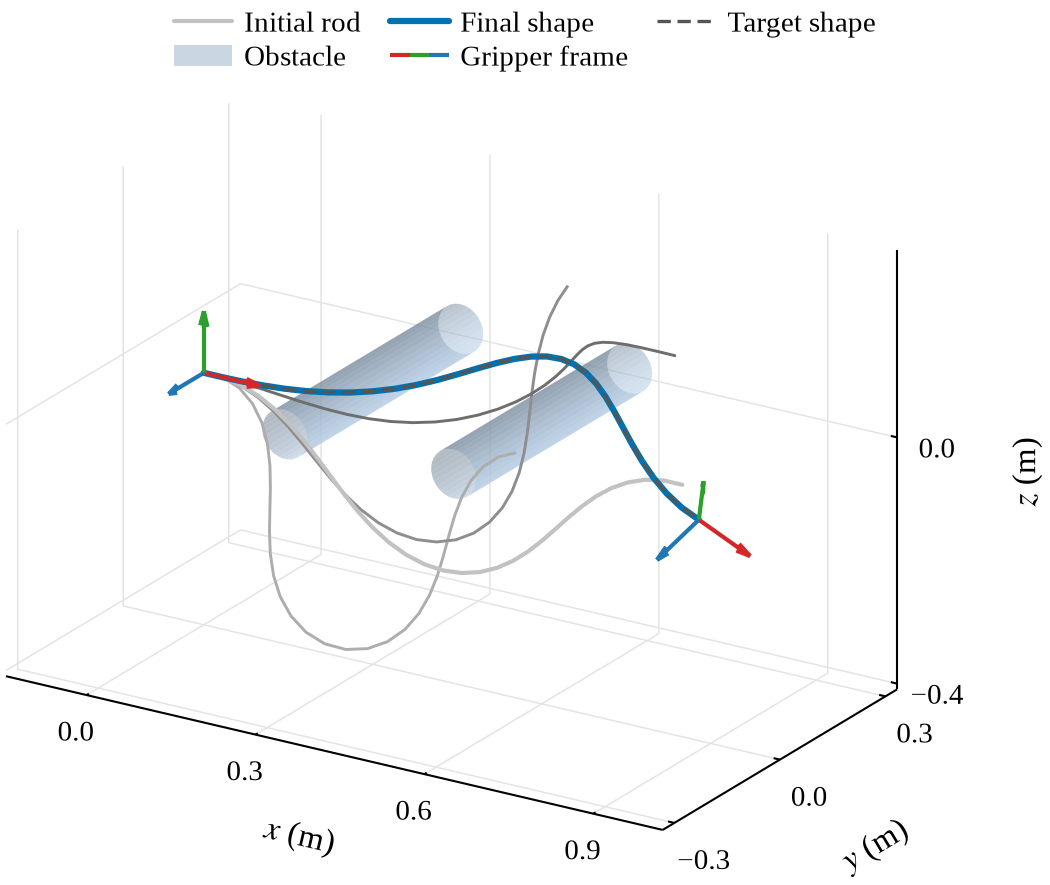 Initial rod Final shape Target shape
Obstacle Gripper frame
0.0
z (m)
−0.4
0.3
0.0
0.3
0.0
0.6
x (m)
y (m)
0.9
−0.3